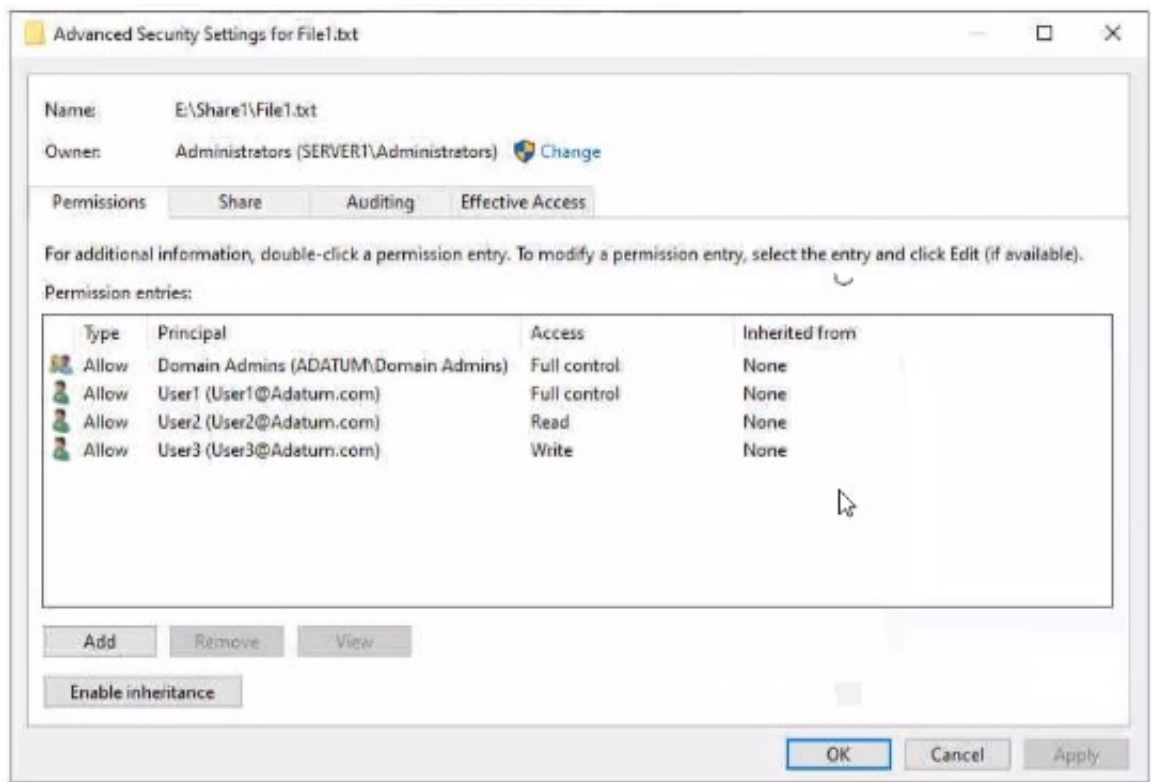 Advanced Security Settings for File1.txt
Name: E:\Share1\File1.txt
Owner: Administrators (SERVER1\Administrators) Change
Permissions Share Auditing Effective Access
For additional information, double-click a permission entry. To modify a permission entry, select the entry and click Edit (if available).
Permission entries:
Type Principal Access Inherited from
Allow Domain Admins (ADATUM\Domain Admins) Full control None
Allow User1 (User1@Adatum.com) Full control None
Allow User2 (User2@Adatum.com) Read None
Allow User3 (User3@Adatum.com) Write None
Add Remove View
Enable inheritance
OK Cancel Apply